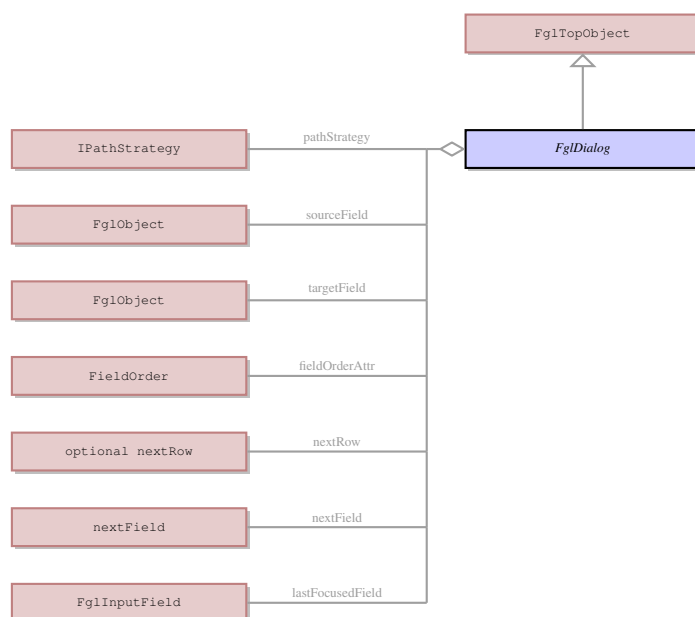 FglTopObject
IPathStrategy
pathStrategy
FglDialog
FglObject
sourceField
FglObject
targetField
FieldOrder
fieldOrderAttr
optional nextRow
nextRow
nextField
nextField
FglInputField
lastFocusedField